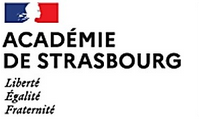 ACADÉMIE
DE STRASBOURG
Liberté
Égalité
Fraternité